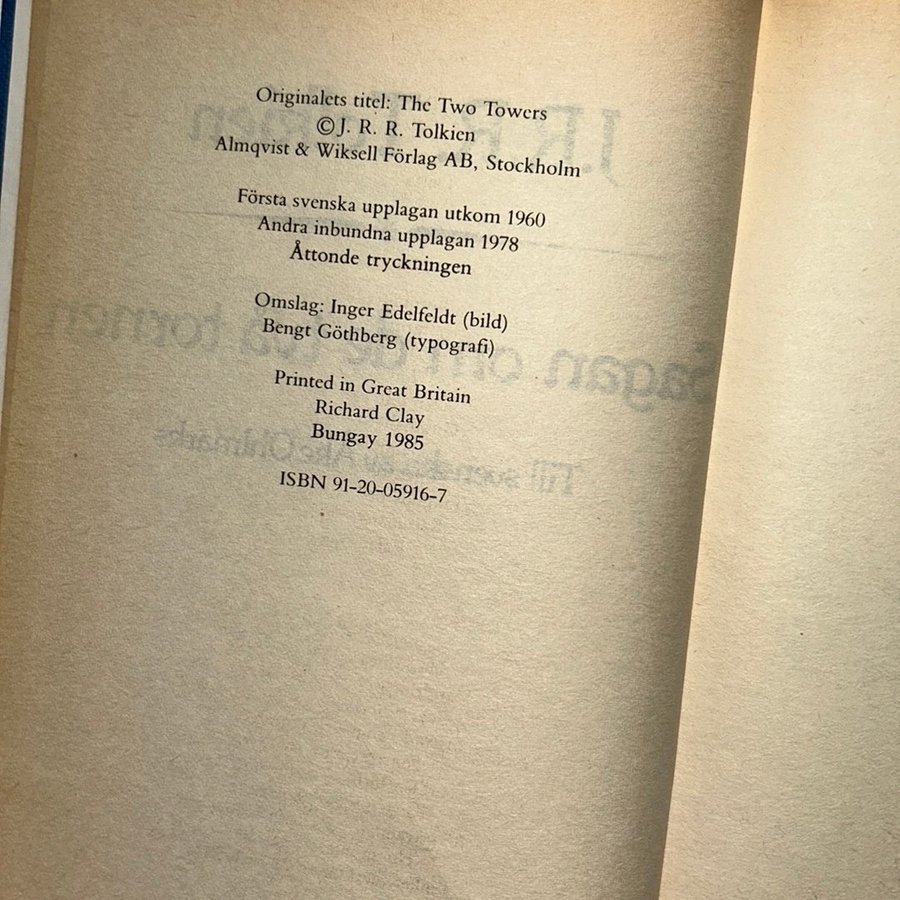 Originalets titel: The Two Towers
© J. R. R. Tolkien
Almqvist & Wiksell Förlag AB, Stockholm
Första svenska upplagan utkom 1960
Andra inbundna upplagan 1978
Åttonde tryckningen
Omslag: Inger Edelfeldt (bild)
Bengt Göthberg (typografi)
Printed in Great Britain
Richard Clay
Bungay 1985
ISBN 91-20-05916-7